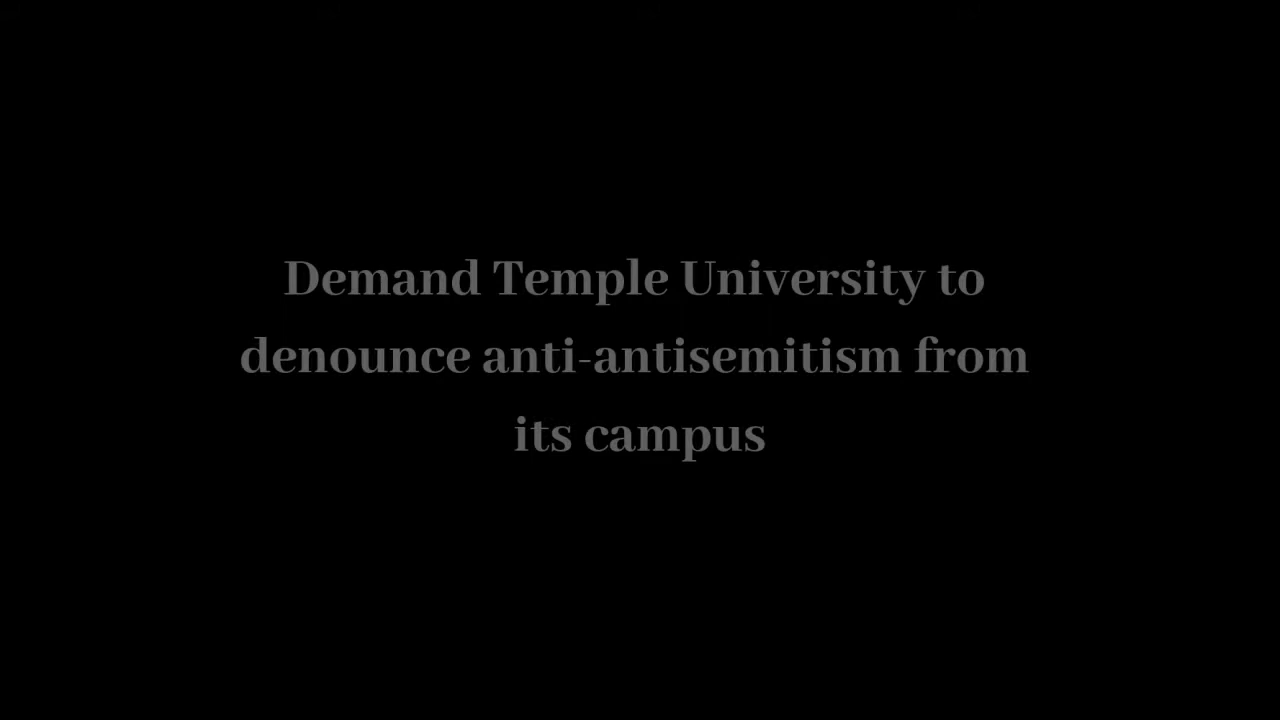 Demand Temple University to
denounce anti-antisemitism from
its campus